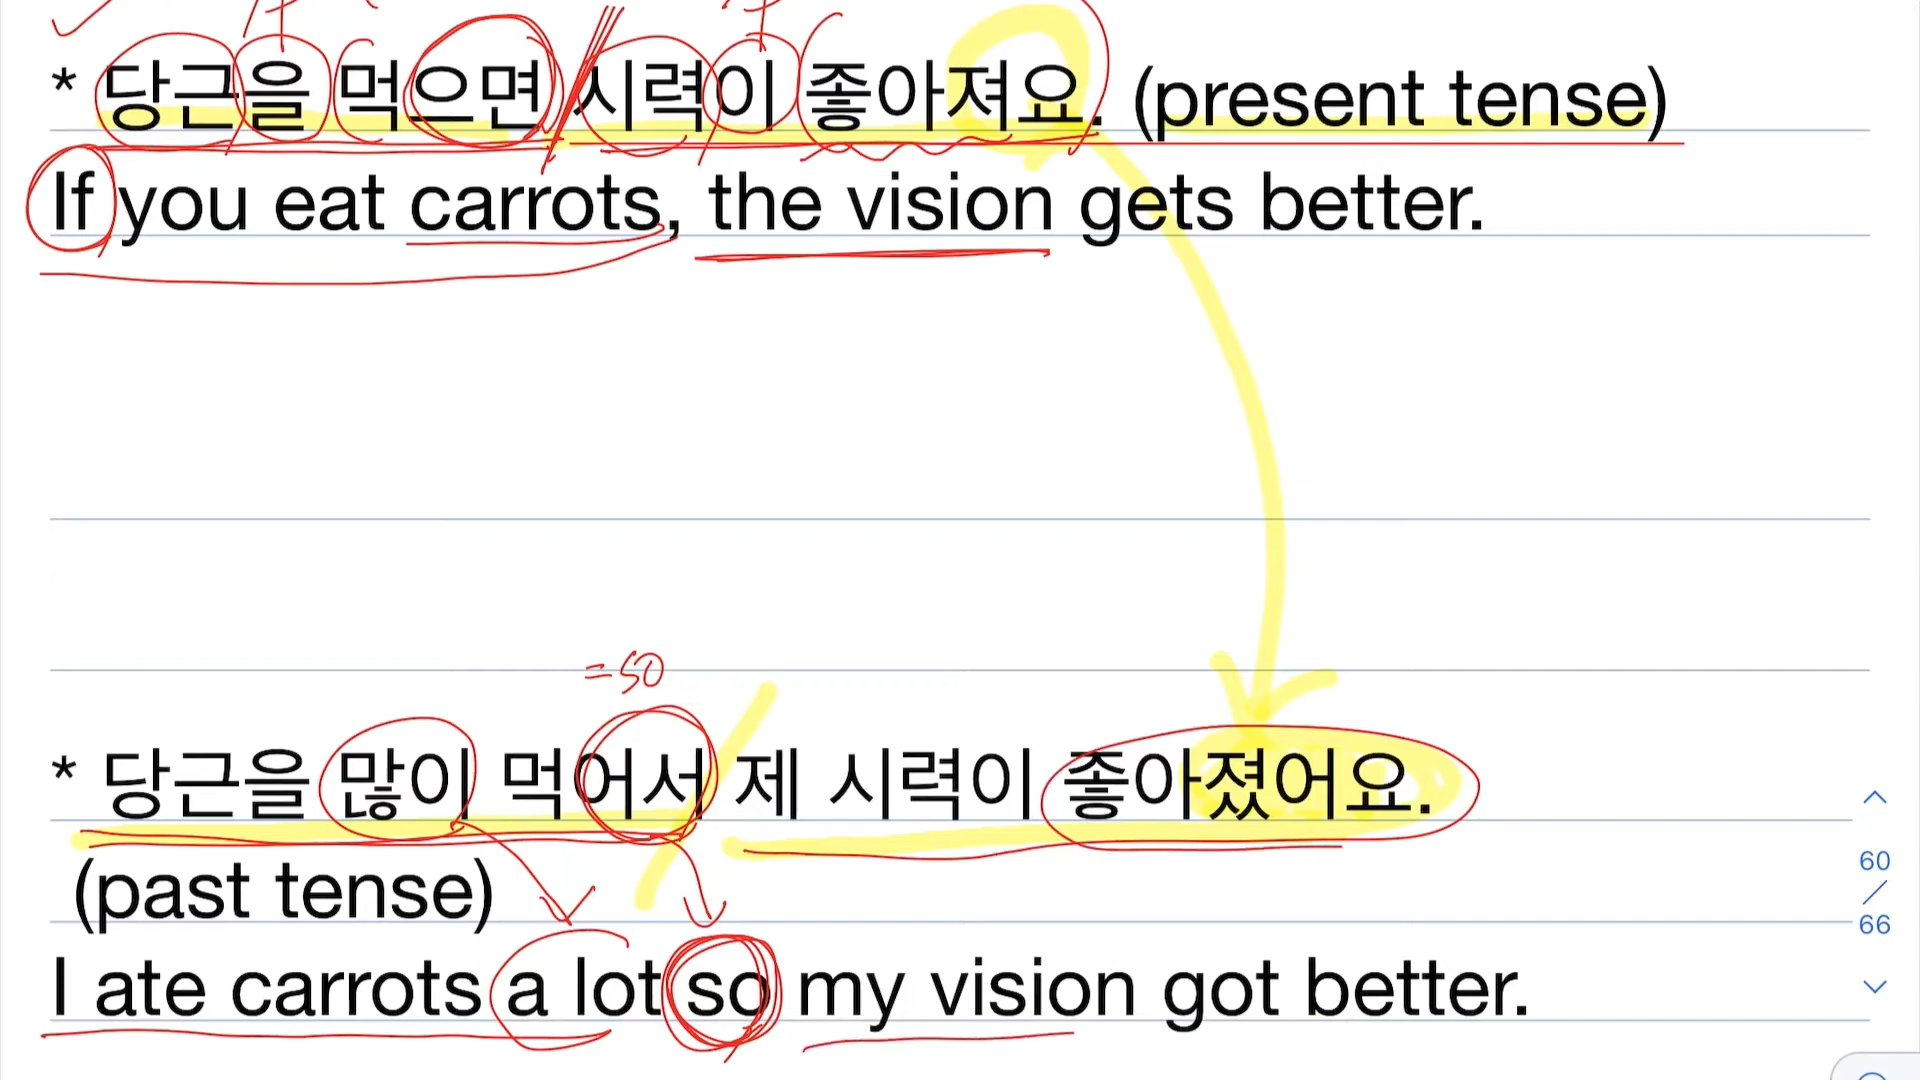 * 당근을 먹으면 시력이 좋아져요. (present tense)
If you eat carrots, the vision gets better.
=so
* 당근을 많이 먹어서 제 시력이 좋아졌어요.
(past tense)
I ate carrots a lot so my vision got better.
60
/
66